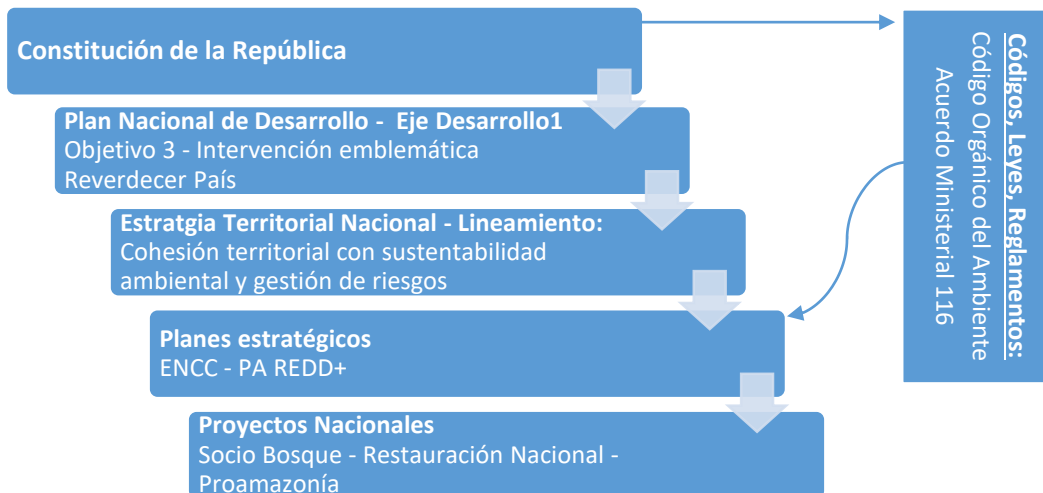 Constitución de la República
Plan Nacional de Desarrollo - Eje Desarrollo1
Objetivo 3 - Intervención emblemática
Reverdecer País
Estratgia Territorial Nacional - Lineamiento:
Cohesión territorial con sustentabilidad
ambiental y gestión de riesgos
Planes estratégicos
ENCC - PA REDD+
Proyectos Nacionales
Socio Bosque - Restauración Nacional -
Proamazonía
Códigos, Leyes, Reglamentos:
Código Orgánico del Ambiente
Acuerdo Ministerial 116